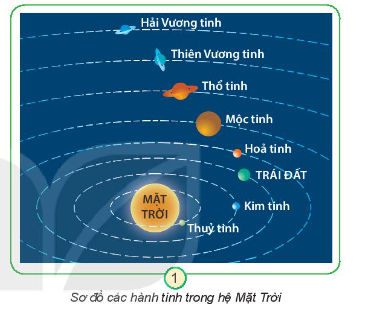 Hải Vương tinh
Thiên Vương tinh
Thổ tinh
Mộc tinh
Hoả tinh
TRÁI ĐẤT
MẶT
TRỜI
Kim tinh
Thuỷ tinh
1
Sơ đồ các hành tinh trong hệ Mặt Trời